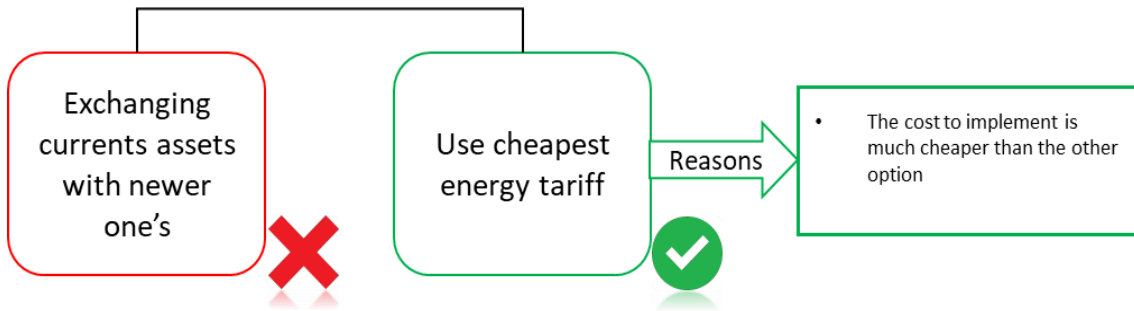 Exchanging
currents assets
with newer
one’s
Use cheapest
energy tariff
Reasons
• The cost to implement is
much cheaper than the other
option